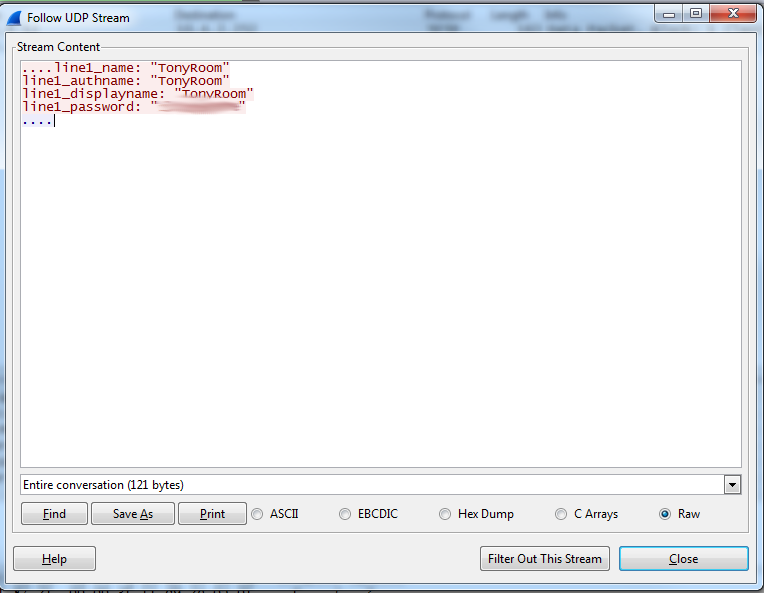 Follow UDP Stream
Stream Content
....line1_name: "TonyRoom"
line1_authname: "TonyRoom"
line1_displayname: "TonyRoom"
line1_password: " "
....
Entire conversation (121 bytes)
Find Save As Print ASCII EBCDIC Hex Dump C Arrays Raw
Help Filter Out This Stream Close